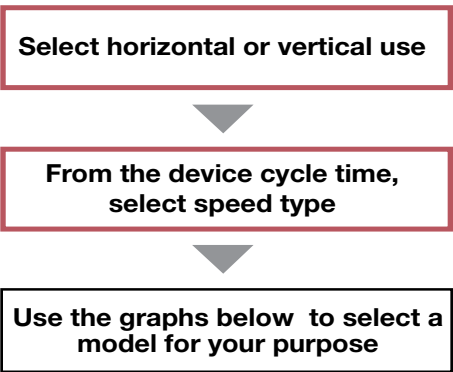 Select horizontal or vertical use
From the device cycle time,
select speed type
Use the graphs below to select a
model for your purpose